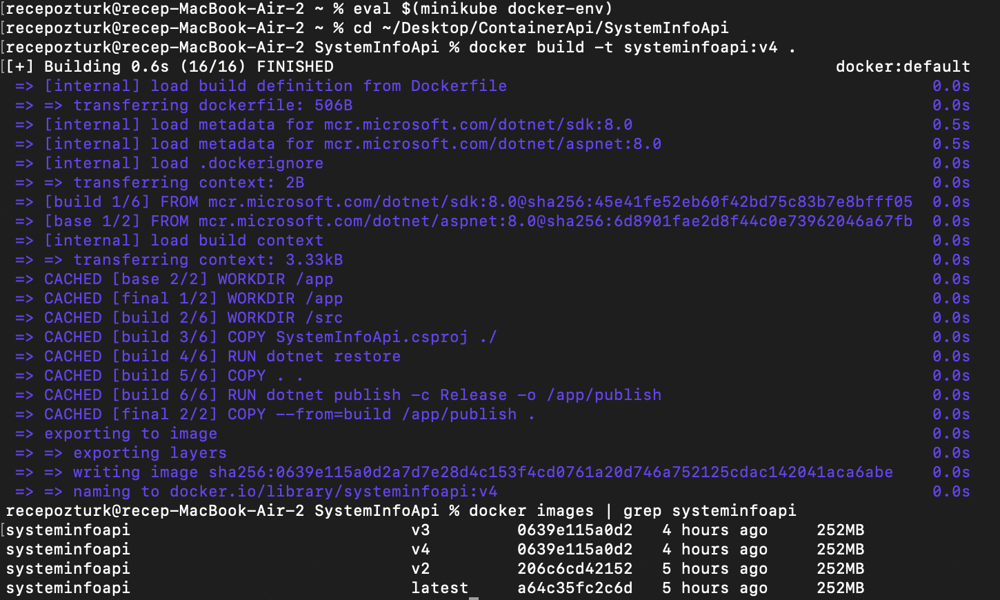 [recepozturk@recep-MacBook-Air-2 ~ % eval $(minikube docker-env)
[recepozturk@recep-MacBook-Air-2 ~ % cd ~/Desktop/ContainerApi/SystemInfoApi
[recepozturk@recep-MacBook-Air-2 SystemInfoApi % docker build -t systeminfoapi:v4 .
[[+] Building 0.6s (16/16) FINISHED docker:default
=> [internal] load build definition from Dockerfile 0.0s
=> => transferring dockerfile: 506B 0.0s
=> [internal] load metadata for mcr.microsoft.com/dotnet/sdk:8.0 0.5s
=> [internal] load metadata for mcr.microsoft.com/dotnet/aspnet:8.0 0.5s
=> [internal] load .dockerignore 0.0s
=> => transferring context: 2B 0.0s
=> [build 1/6] FROM mcr.microsoft.com/dotnet/sdk:8.0@sha256:45e41fe52eb60f42bd75c83b7e8bfff05 0.0s
=> [base 1/2] FROM mcr.microsoft.com/dotnet/aspnet:8.0@sha256:6d8901fae2d8f44c0e73962046a67fb 0.0s
=> [internal] load build context 0.0s
=> => transferring context: 3.33kB 0.0s
=> CACHED [base 2/2] WORKDIR /app 0.0s
=> CACHED [final 1/2] WORKDIR /app 0.0s
=> CACHED [build 2/6] WORKDIR /src 0.0s
=> CACHED [build 3/6] COPY SystemInfoApi.csproj ./ 0.0s
=> CACHED [build 4/6] RUN dotnet restore 0.0s
=> CACHED [build 5/6] COPY . . 0.0s
=> CACHED [build 6/6] RUN dotnet publish -c Release -o /app/publish 0.0s
=> CACHED [final 2/2] COPY --from=build /app/publish . 0.0s
=> exporting to image 0.0s
=> => exporting layers 0.0s
=> => writing image sha256:0639e115a0d2a7d7e28d4c153f4cd0761a20d746a752125cdac142041aca6abe 0.0s
=> => naming to docker.io/library/systeminfoapi:v4 0.0s
recepozturk@recep-MacBook-Air-2 SystemInfoApi % docker images | grep systeminfoapi
[systeminfoapi v3 0639e115a0d2 4 hours ago 252MB
systeminfoapi v4 0639e115a0d2 4 hours ago 252MB
systeminfoapi v2 206c6cd42152 5 hours ago 252MB
systeminfoapi latest a64c35fc2c6d 5 hours ago 252MB